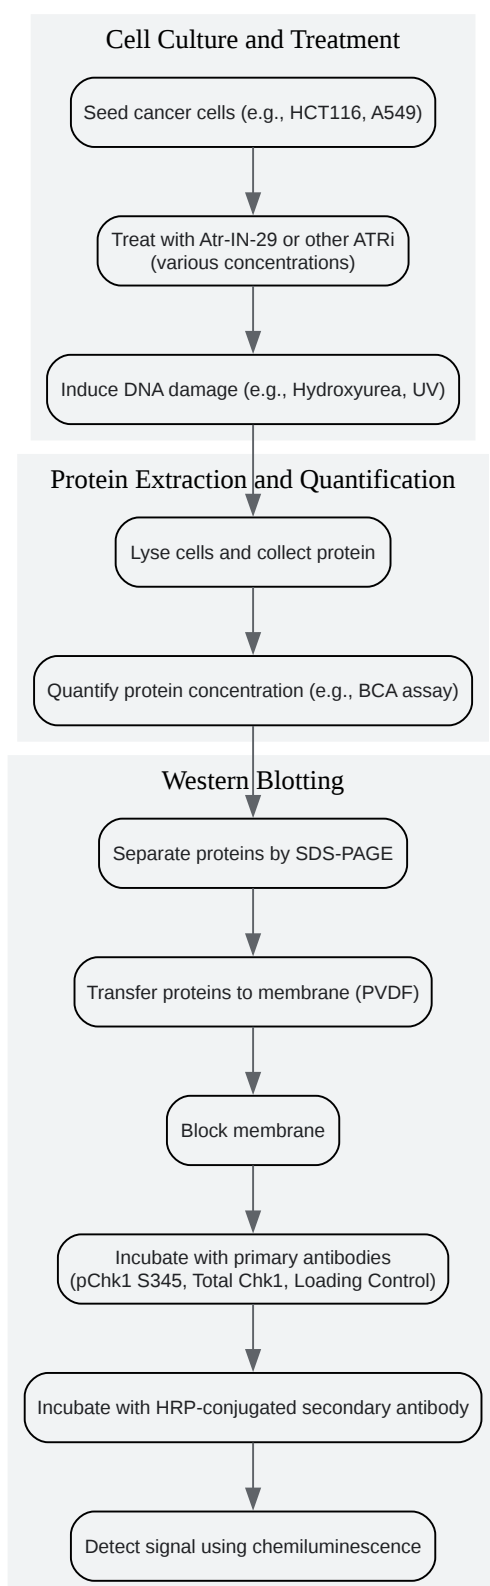 Cell Culture and Treatment
Seed cancer cells (e.g., HCT116, A549)
Treat with Atr-IN-29 or other ATRi
(various concentrations)
Induce DNA damage (e.g., Hydroxyurea, UV)
Protein Extraction and Quantification
Lyse cells and collect protein
Quantify protein concentration (e.g., BCA assay)
Western Blotting
Separate proteins by SDS-PAGE
Transfer proteins to membrane (PVDF)
Block membrane
Incubate with primary antibodies
(pChk1 S345, Total Chk1, Loading Control)
Incubate with HRP-conjugated secondary antibody
Detect signal using chemiluminescence